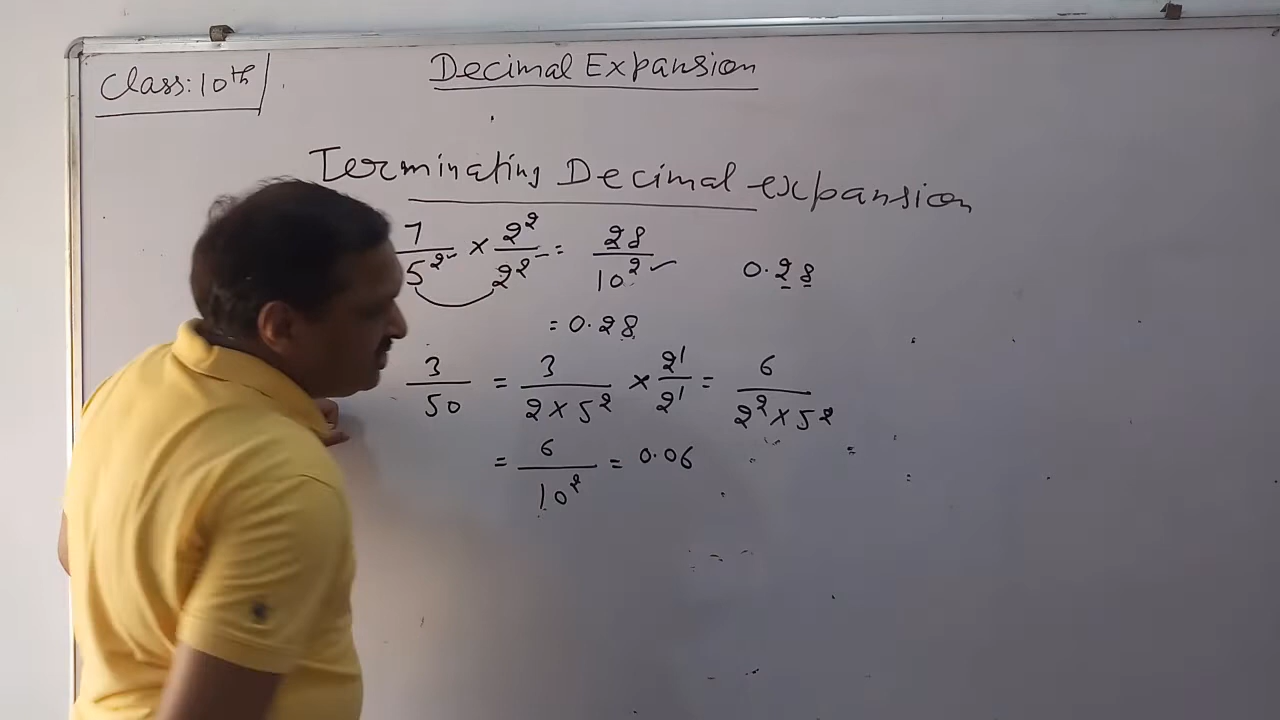 Class: 10th
Decimal Expansion
Terminating Decimal expansion
7/5² × 2²/2² = 28/10² 0.28
= 0.28
3/50 = 3/(2 × 5²) × 2¹/2¹ = 6/(2² × 5²)
= 6/10² = 0.06